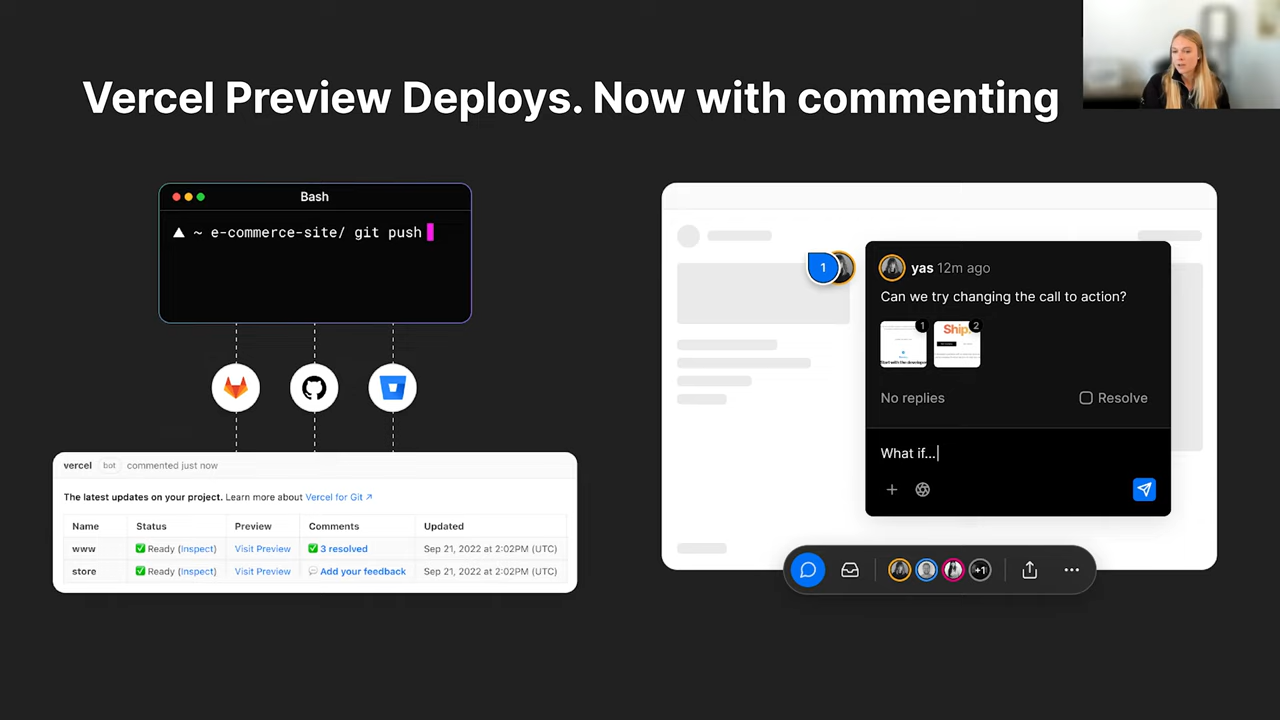 Vercel Preview Deploys. Now with commenting
Bash
▲ ~ e-commerce-site/ git push
vercel bot commented just now
The latest updates on your project. Learn more about Vercel for Git ↗
Name Status Preview Comments Updated
www ✅ Ready (Inspect) Visit Preview ✅ 3 resolved Sep 21, 2022 at 2:02PM (UTC)
store ✅ Ready (Inspect) Visit Preview 💬 Add your feedback Sep 21, 2022 at 2:02PM (UTC)
1
yas 12m ago
Can we try changing the call to action?
1 2
Ship.
No replies Resolve
What if...
+1